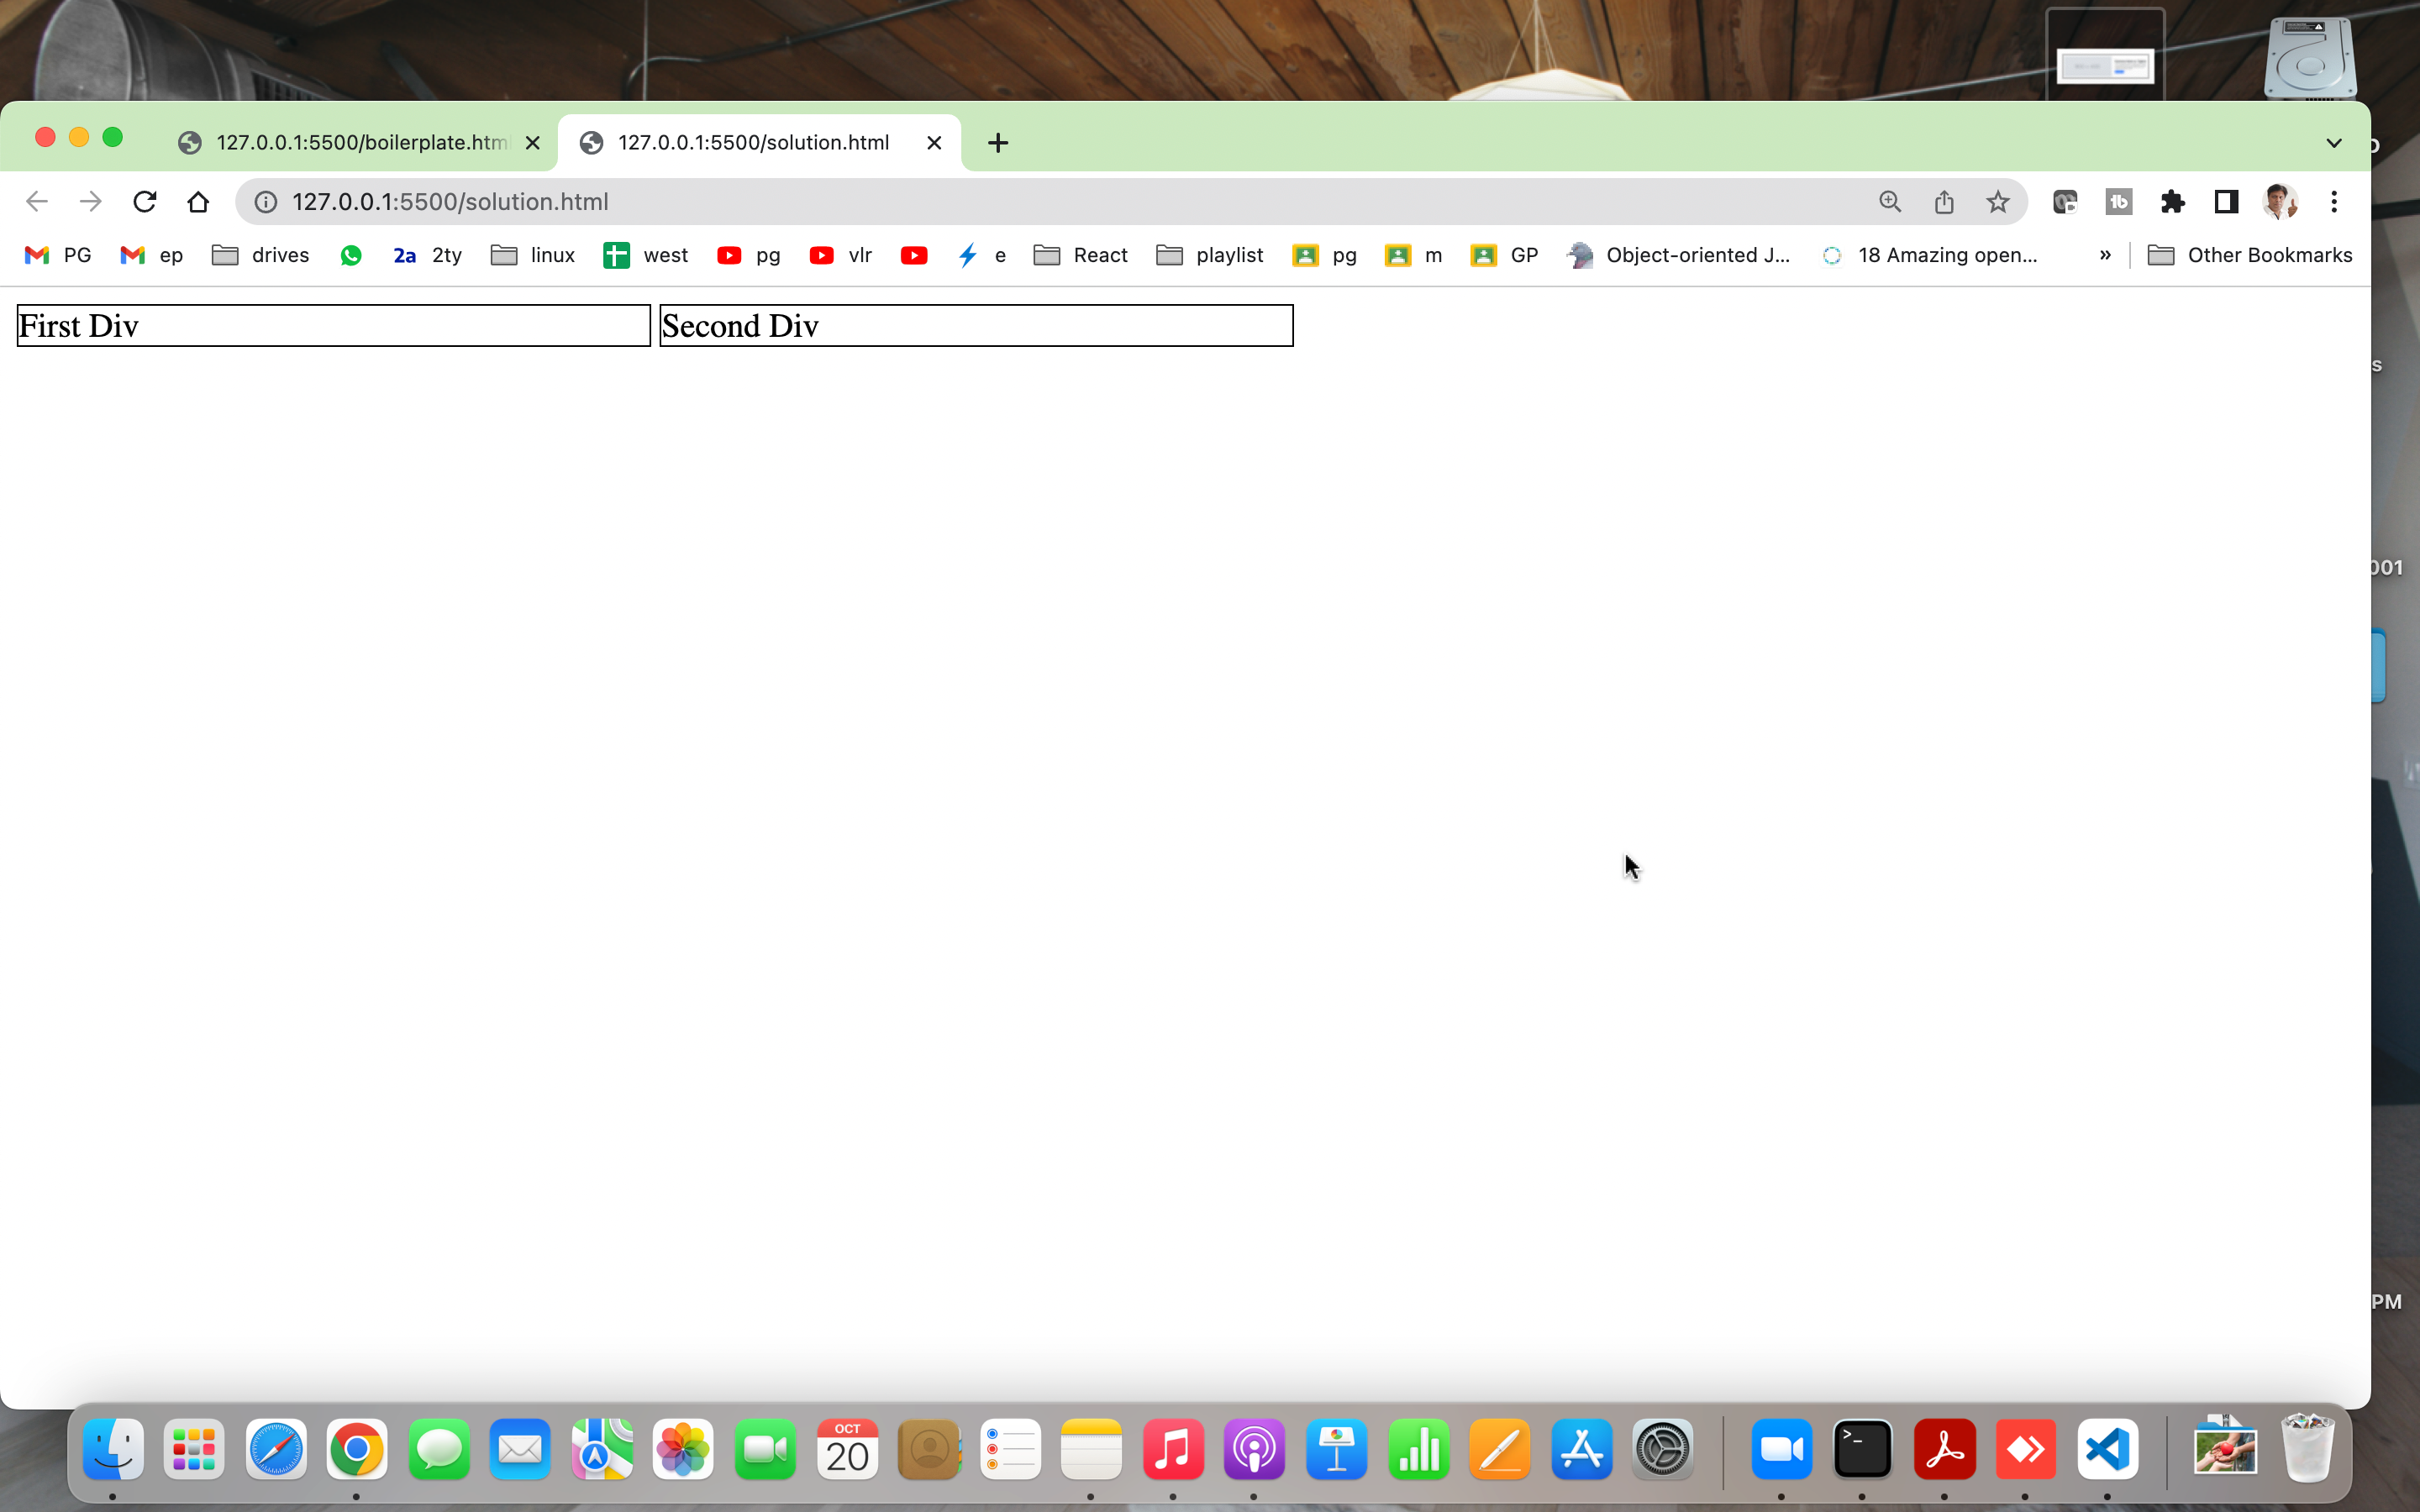 127.0.0.1:5500/boilerplate.htm 127.0.0.1:5500/solution.html
127.0.0.1:5500/solution.html
PG ep drives 2a 2ty linux west pg vlr e React playlist pg m GP Object-oriented J... 18 Amazing open... » Other Bookmarks
First Div Second Div
s
001
PM
OCT
20